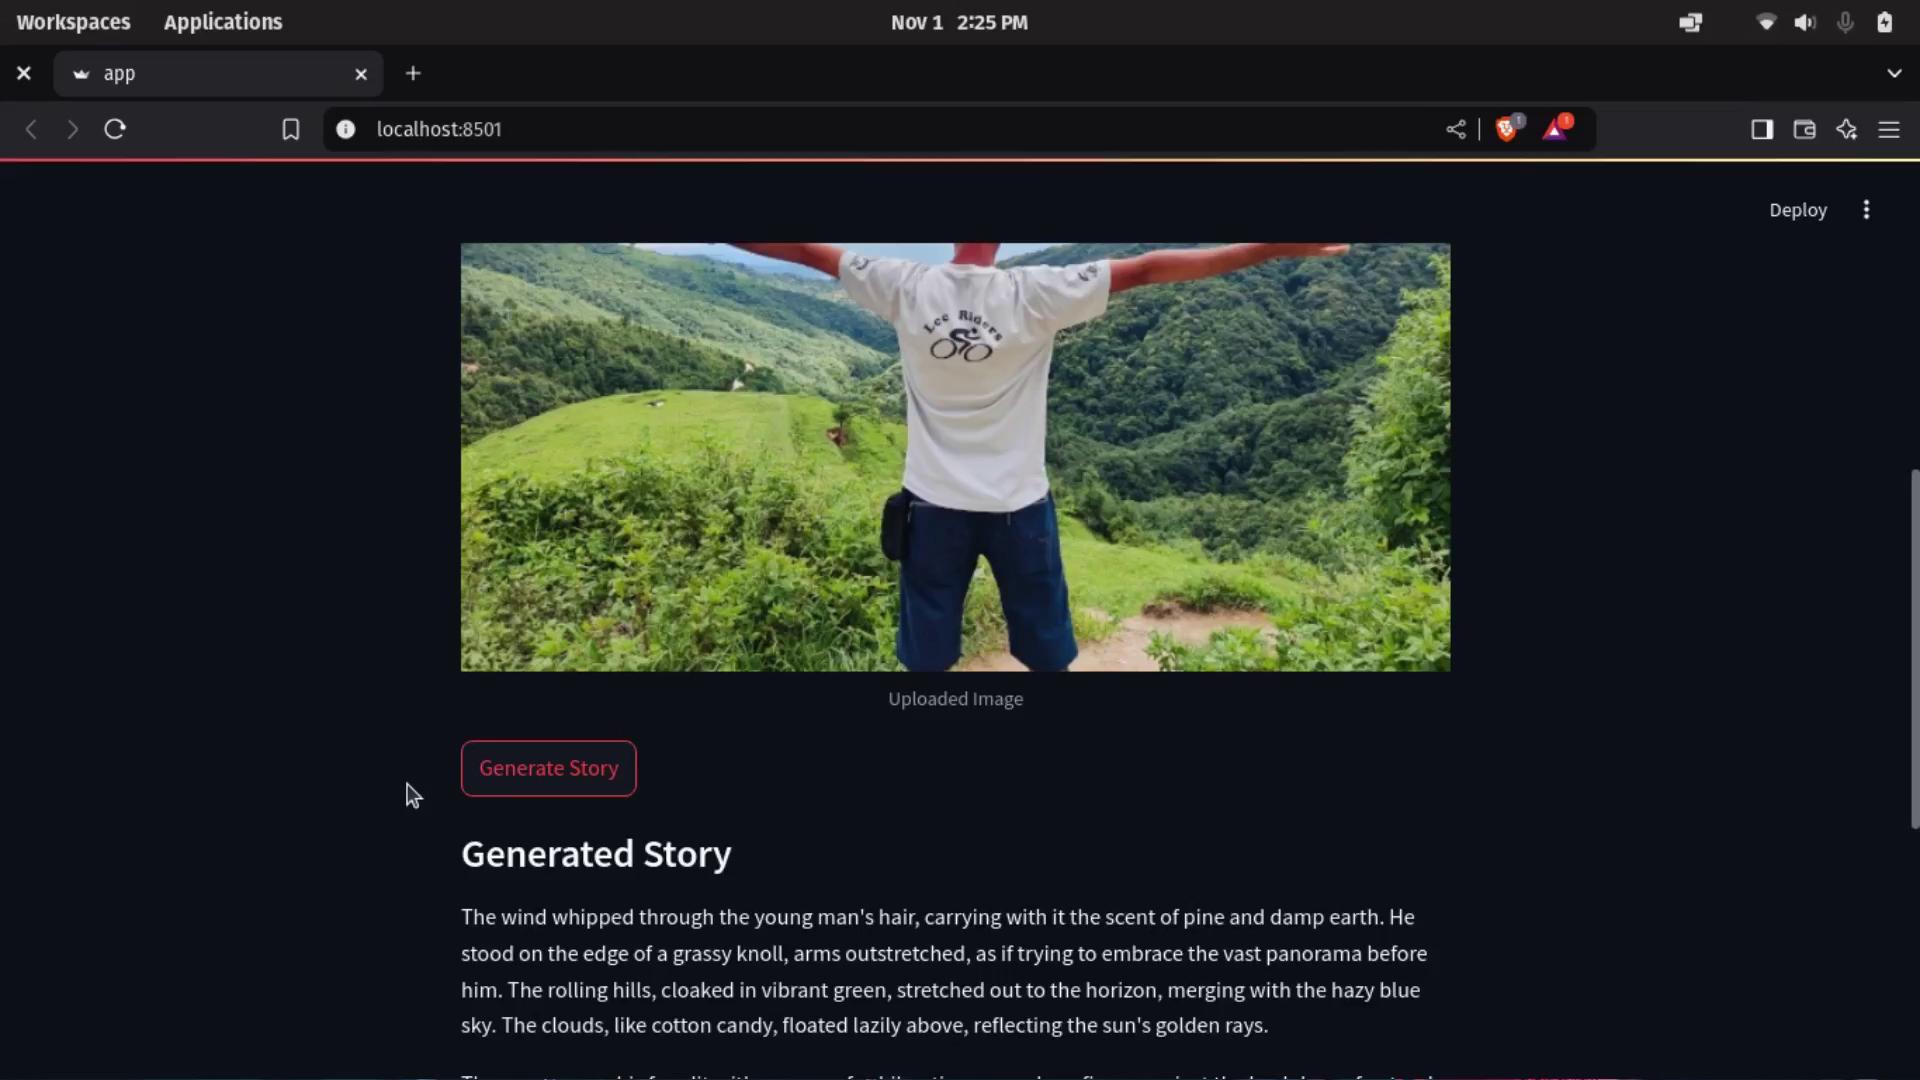 Workspaces Applications Nov 1 2:25 PM
app
localhost:8501 1 1
Deploy
Lee Riders
Uploaded Image
Generate Story
Generated Story
The wind whipped through the young man's hair, carrying with it the scent of pine and damp earth. He
stood on the edge of a grassy knoll, arms outstretched, as if trying to embrace the vast panorama before
him. The rolling hills, cloaked in vibrant green, stretched out to the horizon, merging with the hazy blue
sky. The clouds, like cotton candy, floated lazily above, reflecting the sun's golden rays.